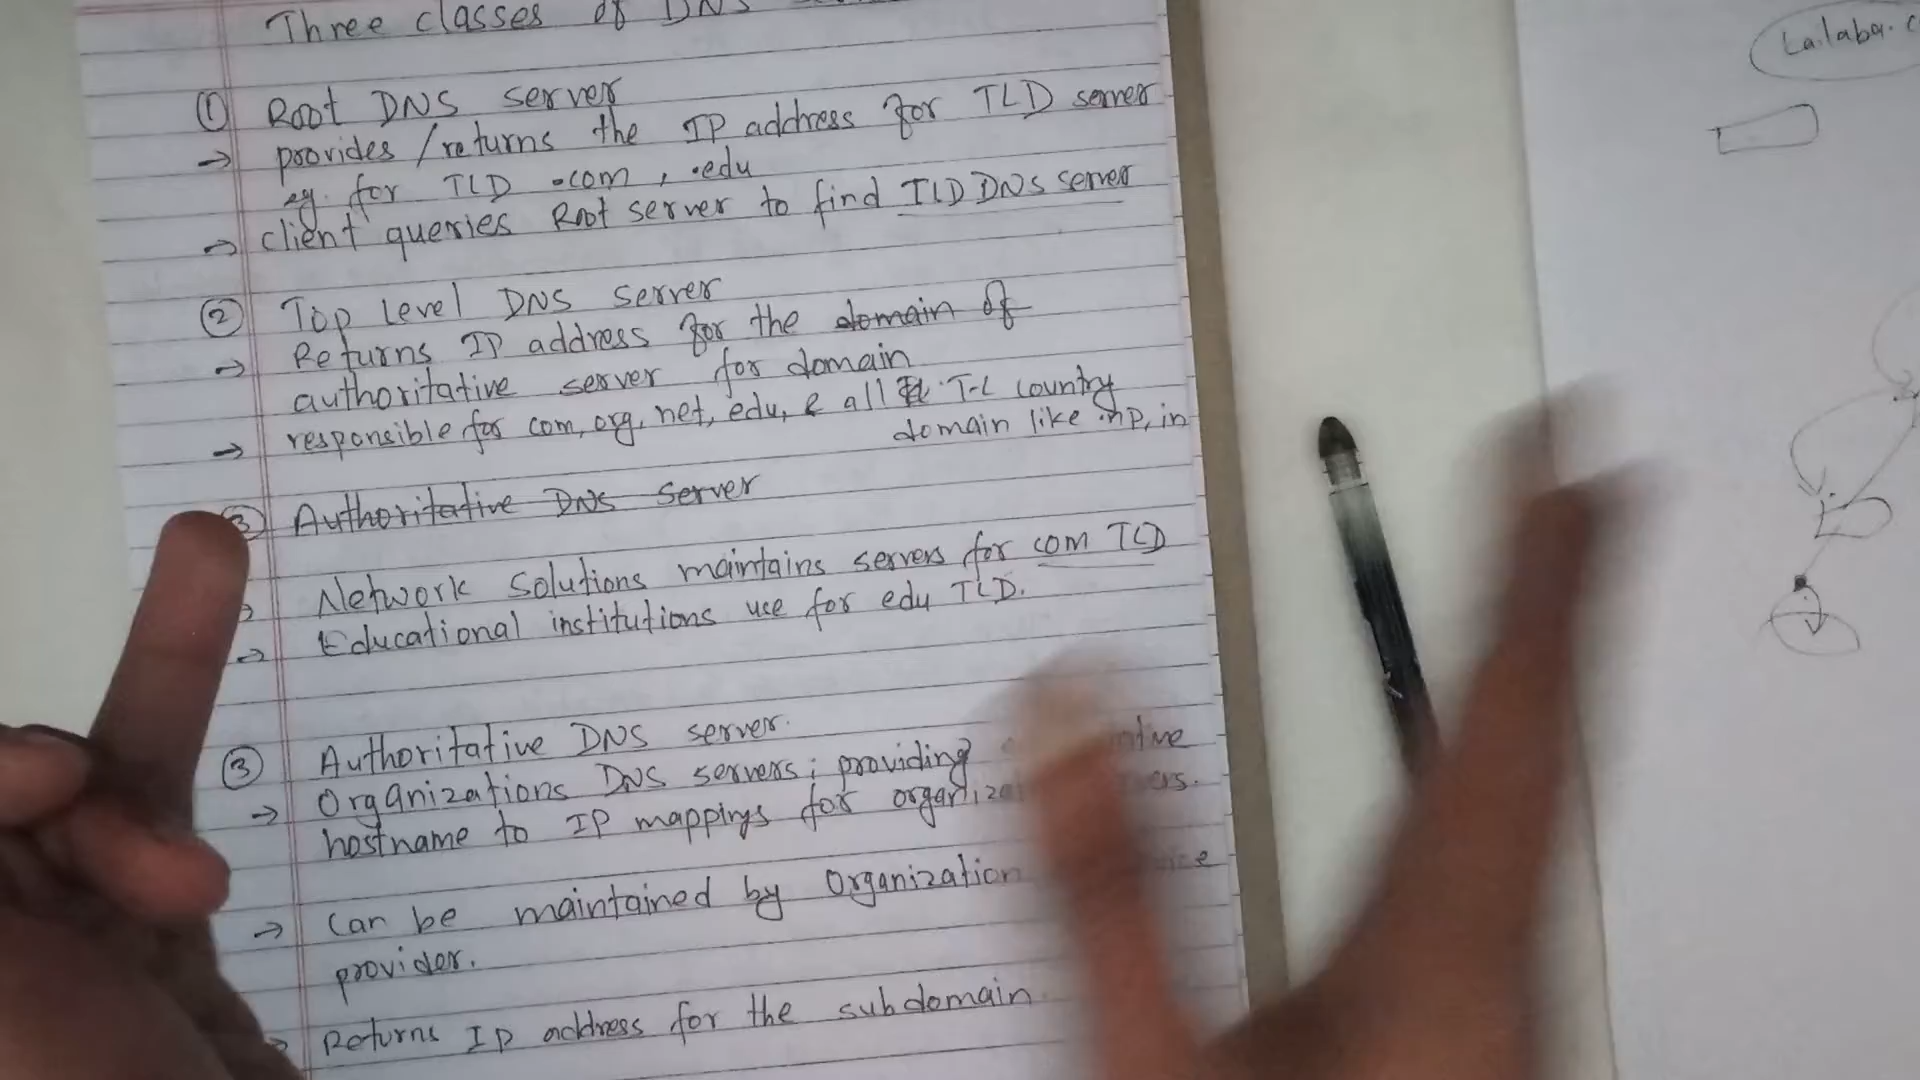 Three classes of DNS
① Root DNS server
→ provides/returns the IP address for TLD server
eg. for TLD .com, .edu
→ client queries Root server to find TLD DNS server
② Top Level DNS server
→ Returns IP address for the domain of
authoritative server for domain
→ responsible for com, org, net, edu, & all T-L country
domain like .np, in
③ Authoritative DNS Server
→ Network Solutions maintains servers for com TLD
→ Educational institutions use for edu TLD.
③ Authoritative DNS server.
→ Organizations DNS servers; providing
hostname to IP mappings for
→ Can be maintained by Organization
provider.
→ Returns IP address for the subdomain